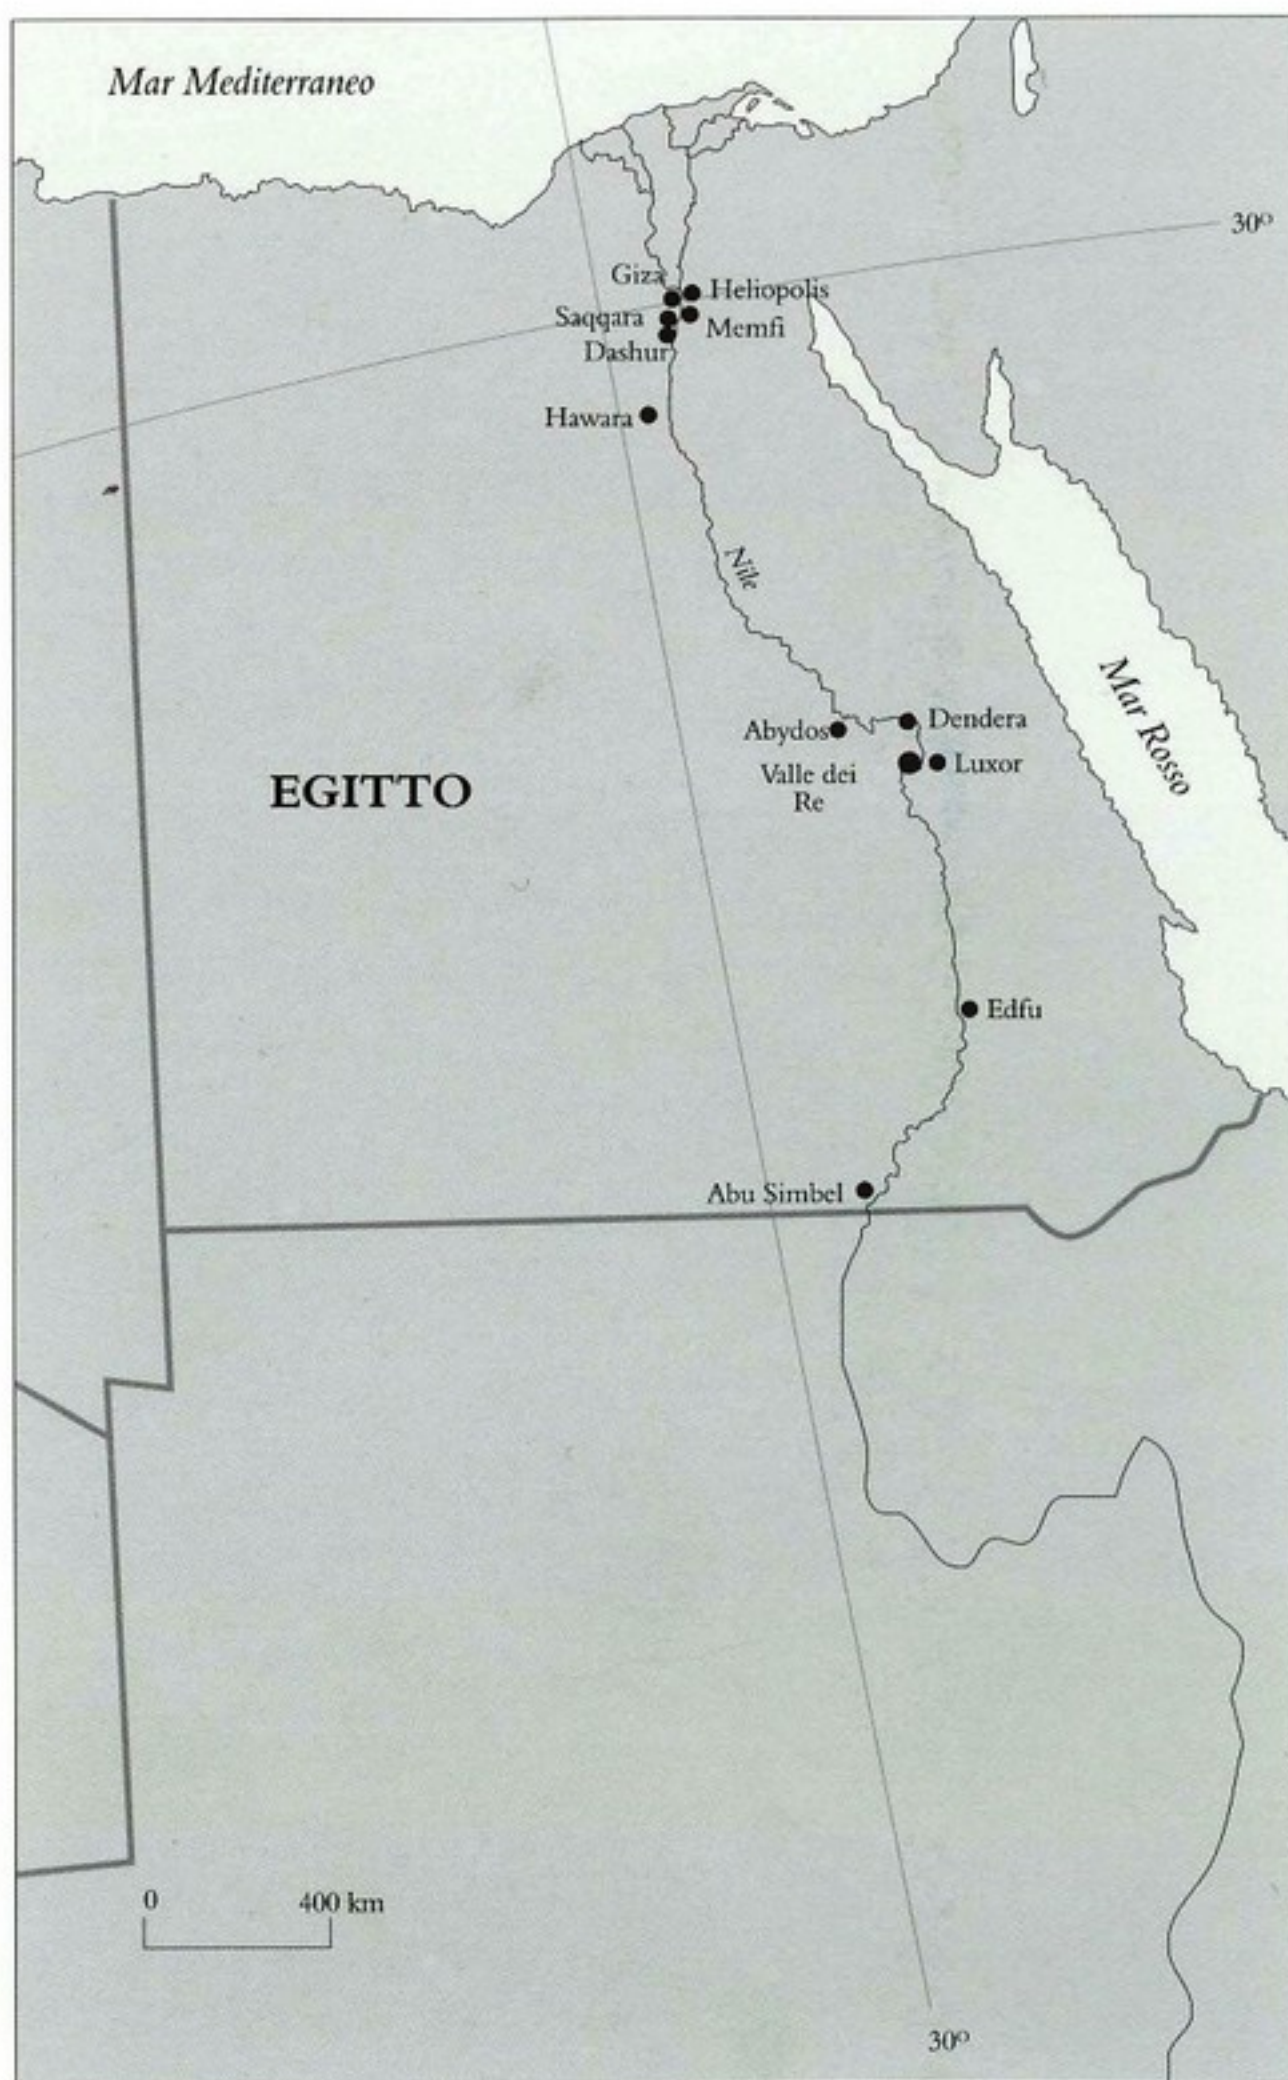 Mar Mediterraneo
30º
Giza
Heliopolis
Saqqara
Memfi
Dashur
Hawara
Nile
Mar Rosso
Abydos
Dendera
Valle dei
Re
Luxor
EGITTO
Edfu
Abu Simbel
0 400 km
30º